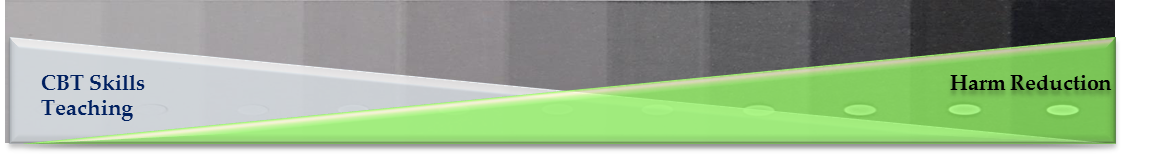 CBT Skills
Teaching
Harm Reduction